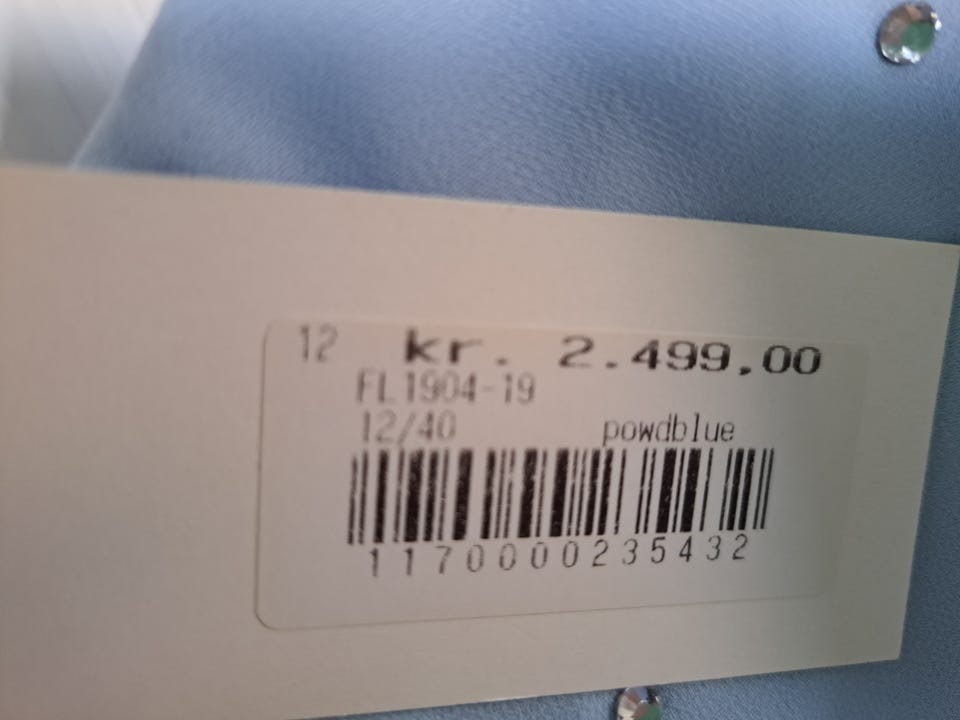 12 kr. 2.499,00
FL1904-19
12/40 powdblue
1170000235432